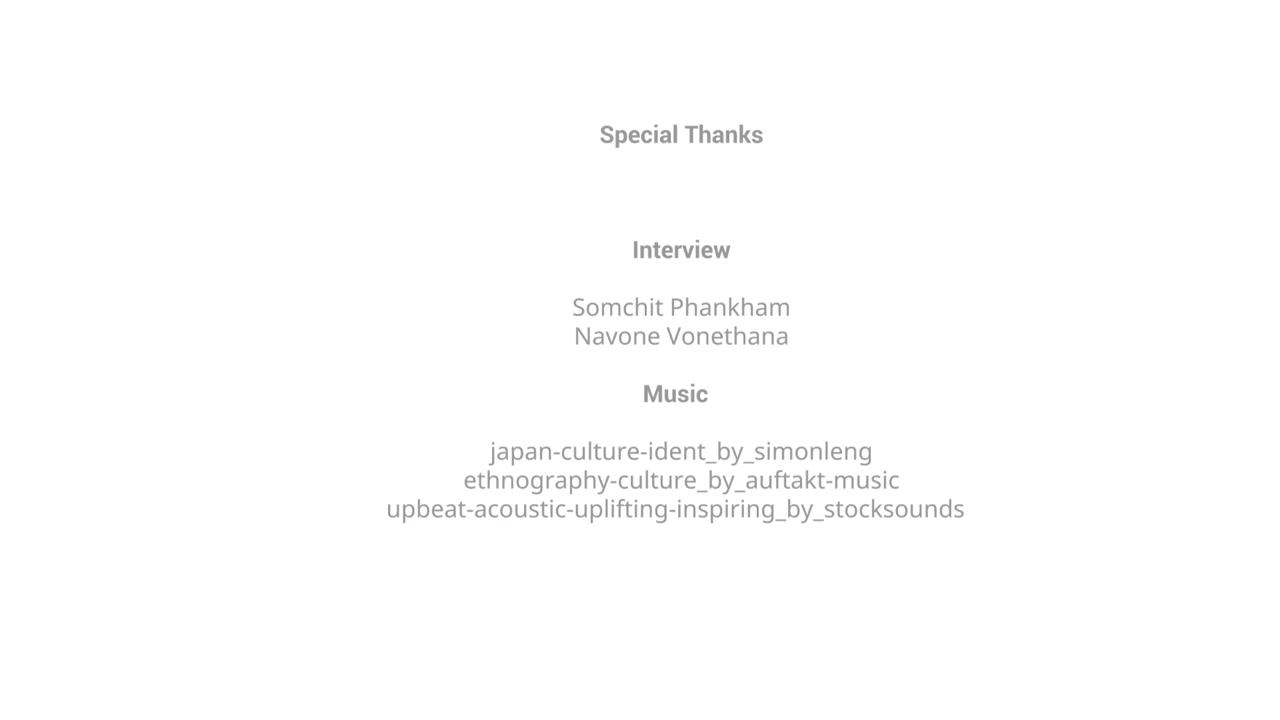 Special Thanks
Interview
Somchit Phankham
Navone Vonethana
Music
japan-culture-ident_by_simonleng
ethnography-culture_by_auftakt-music
upbeat-acoustic-uplifting-inspiring_by_stocksounds